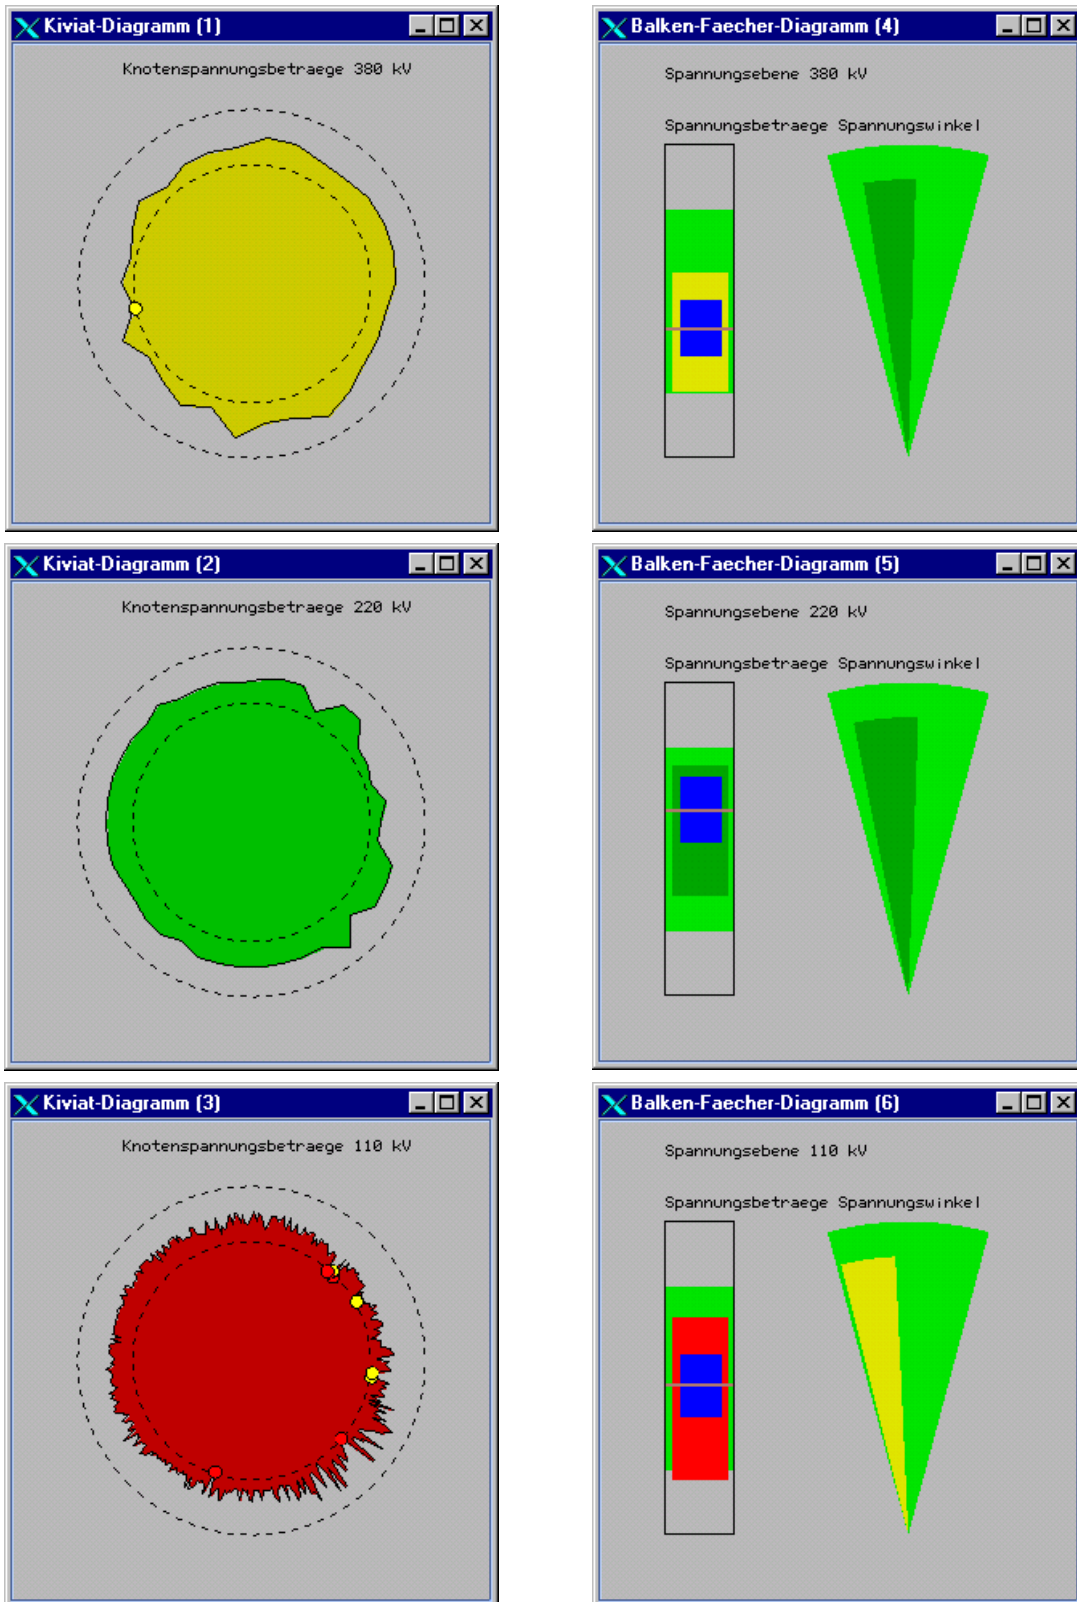 Kiviat-Diagramm (1)
Knotenspannungsbetraege 380 kV
Balken-Faecher-Diagramm (4)
Spannungsebene 380 kV
Spannungsbetraege Spannungswinkel
Kiviat-Diagramm (2)
Knotenspannungsbetraege 220 kV
Balken-Faecher-Diagramm (5)
Spannungsebene 220 kV
Spannungsbetraege Spannungswinkel
Kiviat-Diagramm (3)
Knotenspannungsbetraege 110 kV
Balken-Faecher-Diagramm (6)
Spannungsebene 110 kV
Spannungsbetraege Spannungswinkel